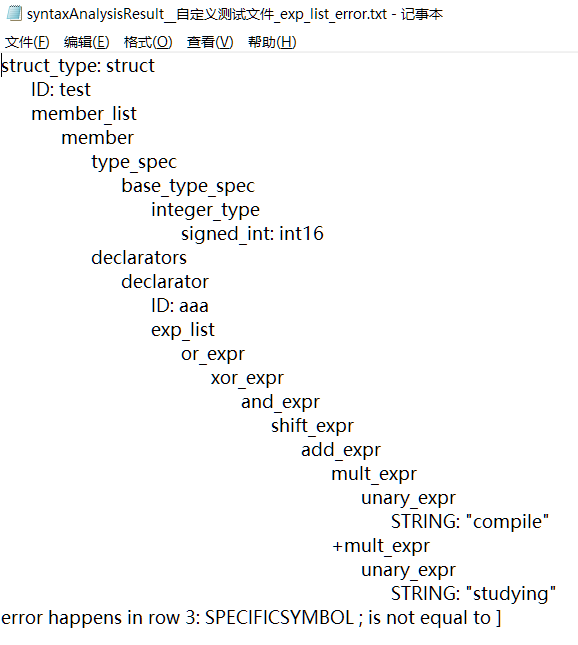 syntaxAnalysisResult__自定义测试文件_exp_list_error.txt - 记事本
文件(F) 编辑(E) 格式(O) 查看(V) 帮助(H)
struct_type: struct
ID: test
member_list
member
type_spec
base_type_spec
integer_type
signed_int: int16
declarators
declarator
ID: aaa
exp_list
or_expr
xor_expr
and_expr
shift_expr
add_expr
mult_expr
unary_expr
STRING: "compile"
+mult_expr
unary_expr
STRING: "studying"
error happens in row 3: SPECIFICSYMBOL ; is not equal to ]